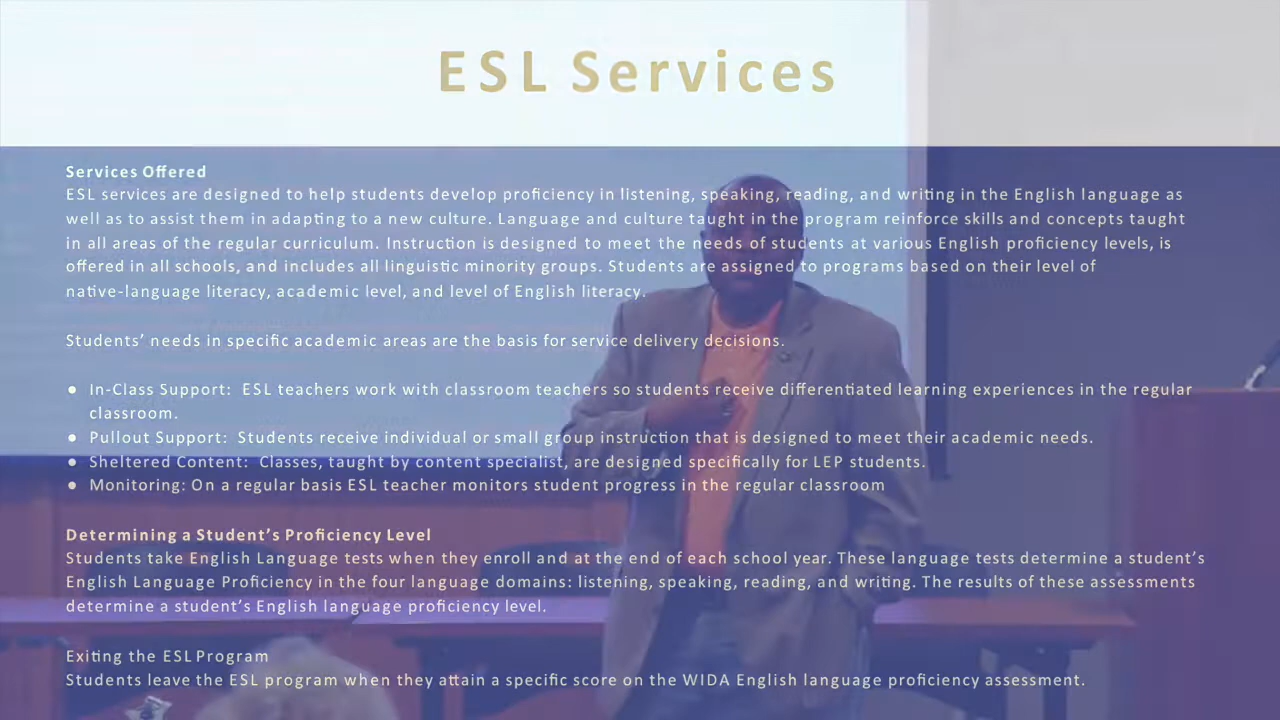 ESL Services
Services Offered
ESL services are designed to help students develop proficiency in listening, speaking, reading, and writing in the English language as
well as to assist them in adapting to a new culture. Language and culture taught in the program reinforce skills and concepts taught
in all areas of the regular curriculum. Instruction is designed to meet the needs of students at various English proficiency levels, is
offered in all schools, and includes all linguistic minority groups. Students are assigned to programs based on their level of
native-language literacy, academic level, and level of English literacy.
Students’ needs in specific academic areas are the basis for service delivery decisions.
● In-Class Support: ESL teachers work with classroom teachers so students receive differentiated learning experiences in the regular
classroom.
● Pullout Support: Students receive individual or small group instruction that is designed to meet their academic needs.
● Sheltered Content: Classes, taught by content specialist, are designed specifically for LEP students.
● Monitoring: On a regular basis ESL teacher monitors student progress in the regular classroom
Determining a Student’s Proficiency Level
Students take English Language tests when they enroll and at the end of each school year. These language tests determine a student’s
English Language Proficiency in the four language domains: listening, speaking, reading, and writing. The results of these assessments
determine a student’s English language proficiency level.
Exiting the ESL Program
Students leave the ESL program when they attain a specific score on the WIDA English language proficiency assessment.